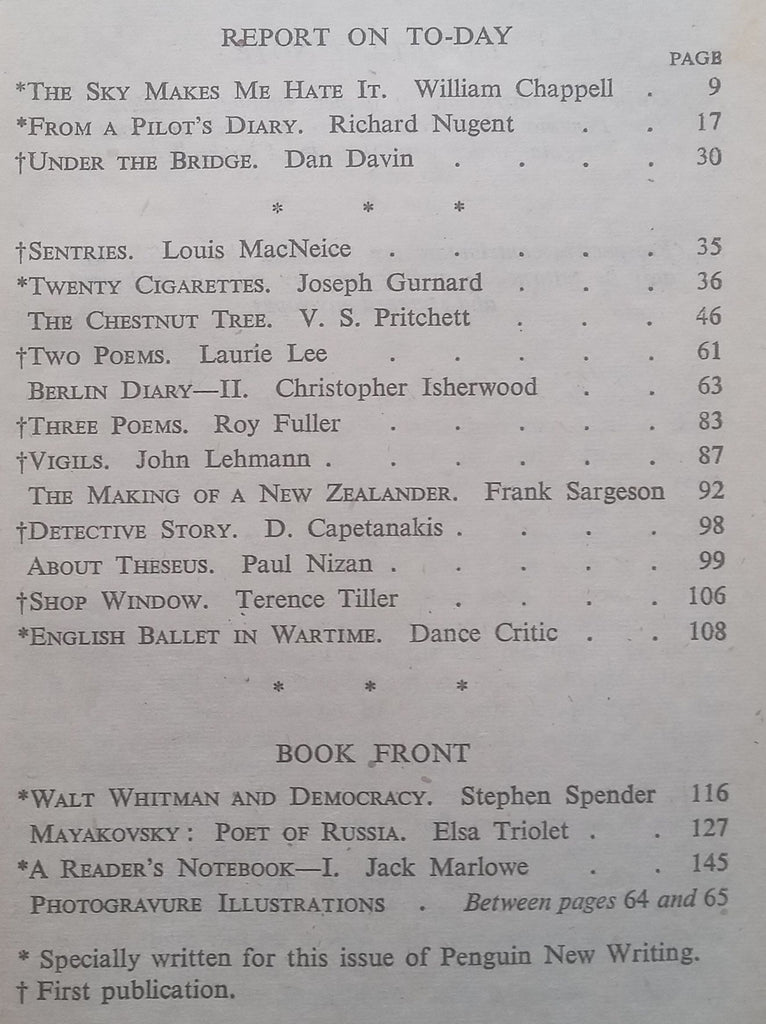 REPORT ON TO-DAY
PAGE
*THE SKY MAKES ME HATE IT. William Chappell . 9
*FROM A PILOT'S DIARY. Richard Nugent . . 17
†UNDER THE BRIDGE. Dan Davin . . . . 30
* * *
†SENTRIES. Louis MacNeice . . . . . 35
*TWENTY CIGARETTES. Joseph Gurnard . . . 36
THE CHESTNUT TREE. V. S. Pritchett . . . 46
†TWO POEMS. Laurie Lee . . . . . 61
BERLIN DIARY—II. Christopher Isherwood . . 63
†THREE POEMS. Roy Fuller . . . . . 83
†VIGILS. John Lehmann . . . . . . 87
THE MAKING OF A NEW ZEALANDER. Frank Sargeson 92
†DETECTIVE STORY. D. Capetanakis . . . . 98
ABOUT THESEUS. Paul Nizan . . . . . 99
†SHOP WINDOW. Terence Tiller . . . . 106
*ENGLISH BALLET IN WARTIME. Dance Critic . . 108
* * *
BOOK FRONT
*WALT WHITMAN AND DEMOCRACY. Stephen Spender 116
MAYAKOVSKY : POET OF RUSSIA. Elsa Triolet . . 127
*A READER'S NOTEBOOK—I. Jack Marlowe . . 145
PHOTOGRAVURE ILLUSTRATIONS . Between pages 64 and 65
* Specially written for this issue of Penguin New Writing.
† First publication.